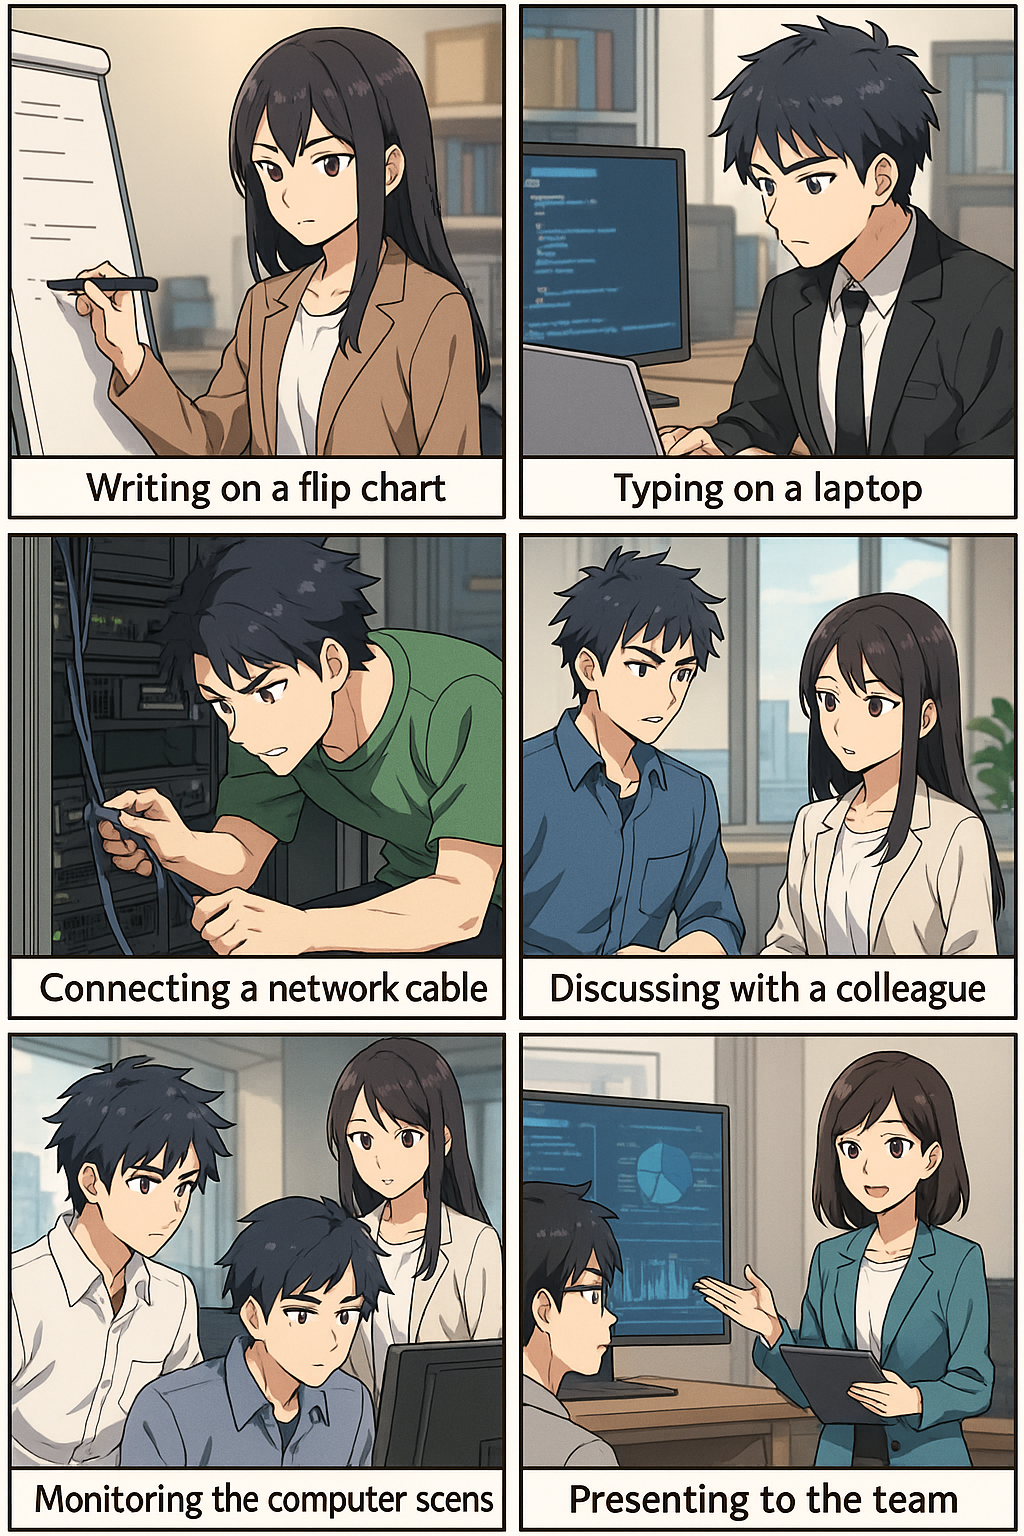 Writing on a flip chart
Typing on a laptop
Connecting a network cable
Discussing with a colleague
Monitoring the computer scens
Presenting to the team